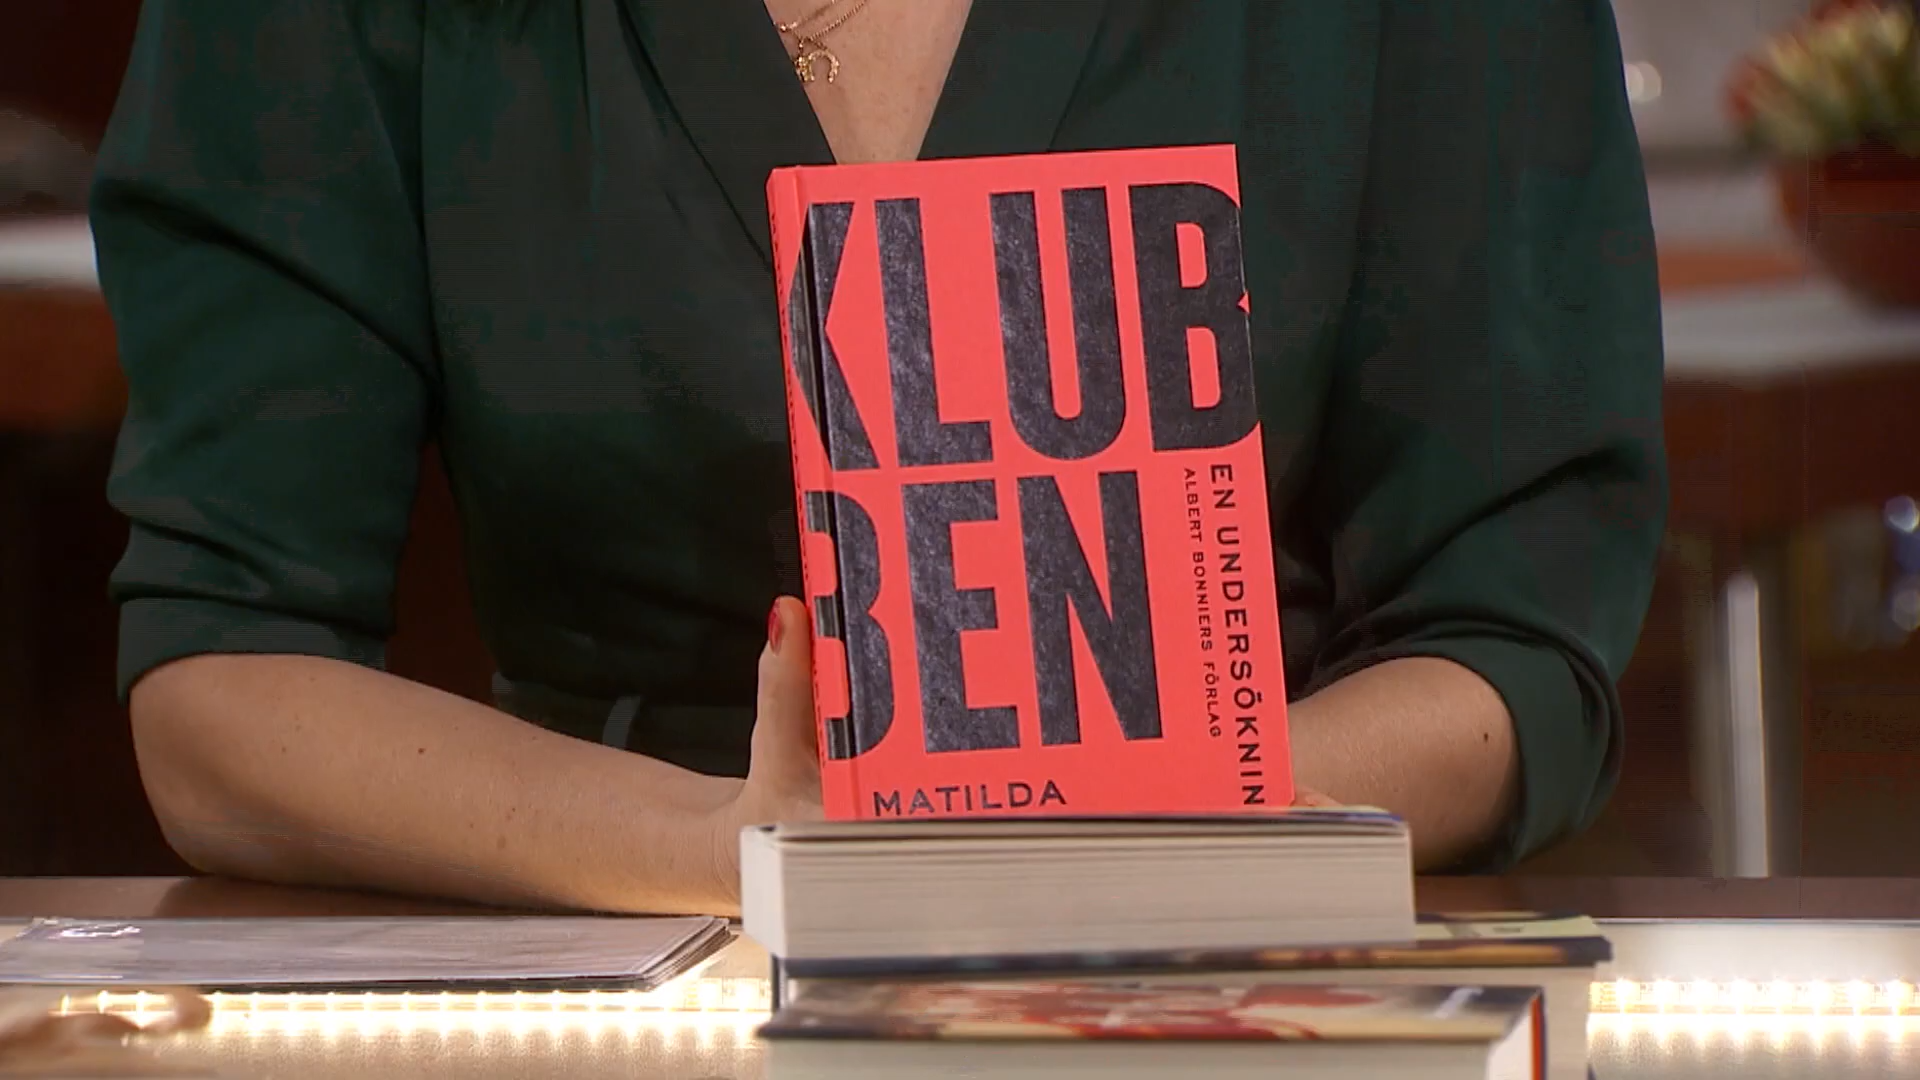 KLUB
BEN
EN UNDERSÖKNIN
ALBERT BONNIERS FÖRLAG
MATILDA